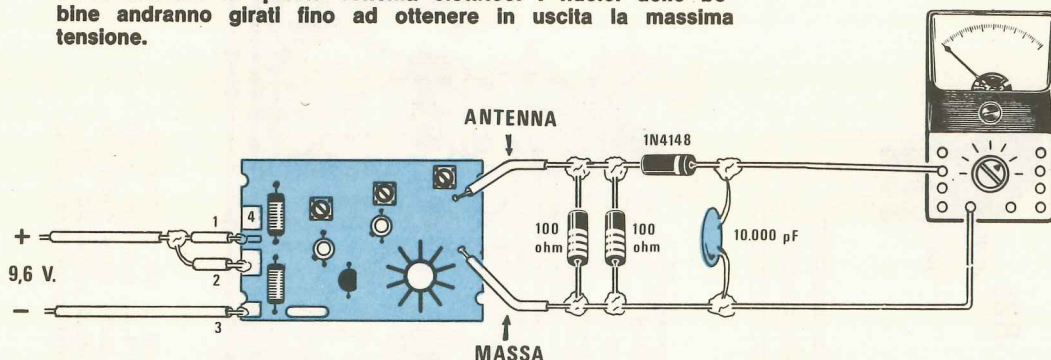 bine andranno girati fino ad ottenere in uscita la massima
tensione.
ANTENNA
1N4148
4
1
+
9,6 V.
2
100
ohm
100
ohm
10.000 pF
-
3
MASSA